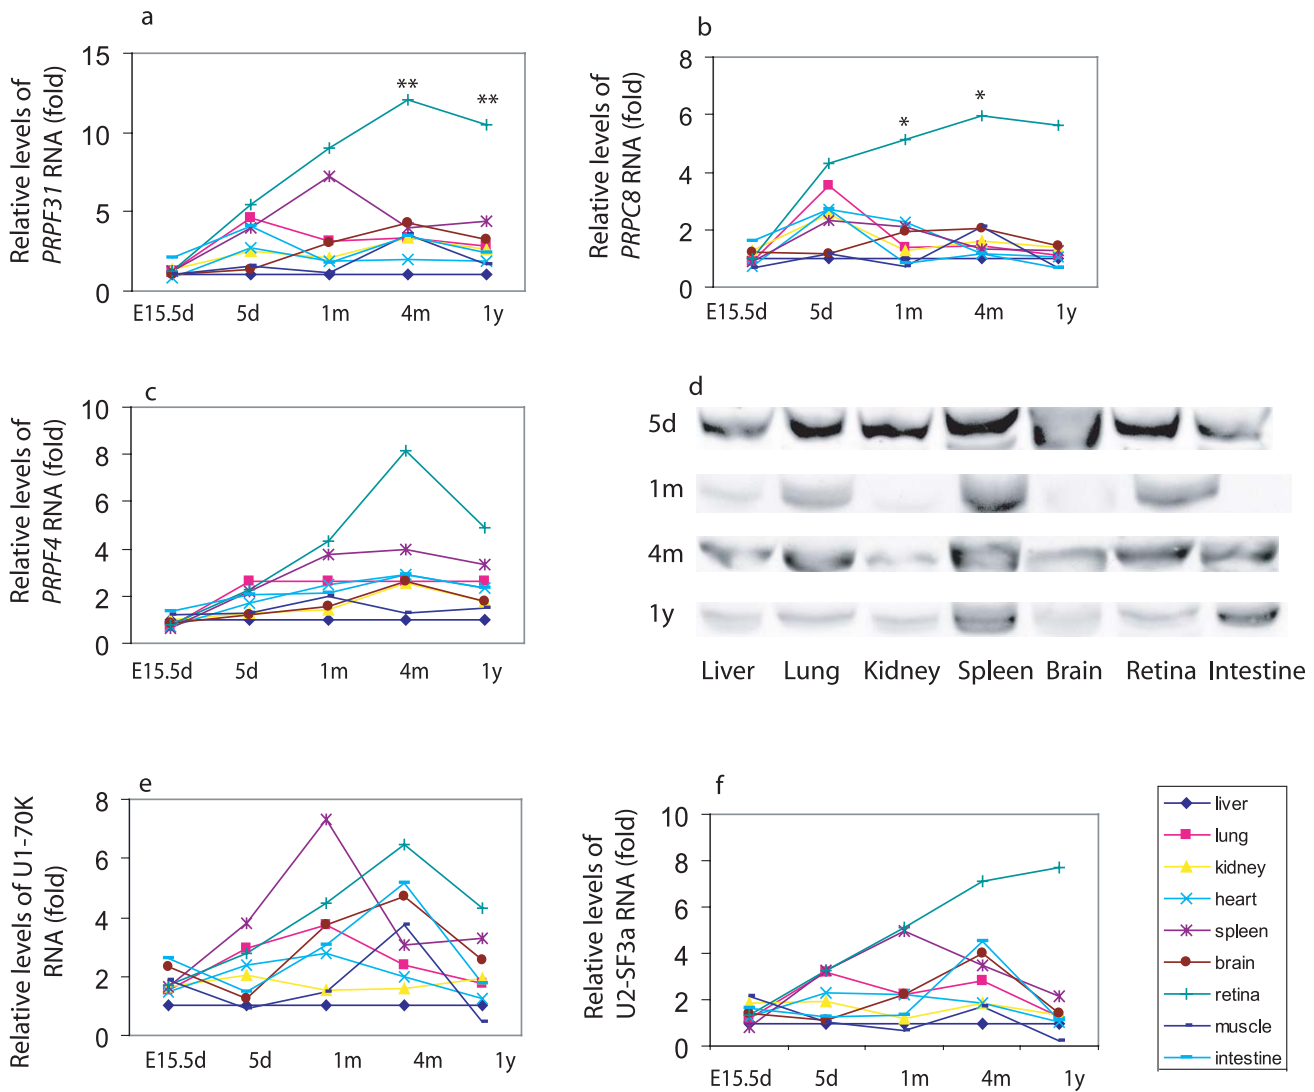 a
Relative levels of
PRPF31 RNA (fold)
15
10
5
0
** **
E15.5d 5d 1m 4m 1y
b
Relative levels of
PRPC8 RNA (fold)
8
6
4
2
0
* *
E15.5d 5d 1m 4m 1y
c
Relative levels of
PRPF4 RNA (fold)
10
8
6
4
2
0
E15.5d 5d 1m 4m 1y
d
5d
1m
4m
1y
Liver Lung Kidney Spleen Brain Retina Intestine
e
Relative levels of U1-70K
RNA (fold)
8
6
4
2
0
E15.5d 5d 1m 4m 1y
f
Relative levels of
U2-SF3a RNA (fold)
10
8
6
4
2
0
E15.5d 5d 1m 4m 1y
liver
lung
kidney
heart
spleen
brain
retina
muscle
intestine